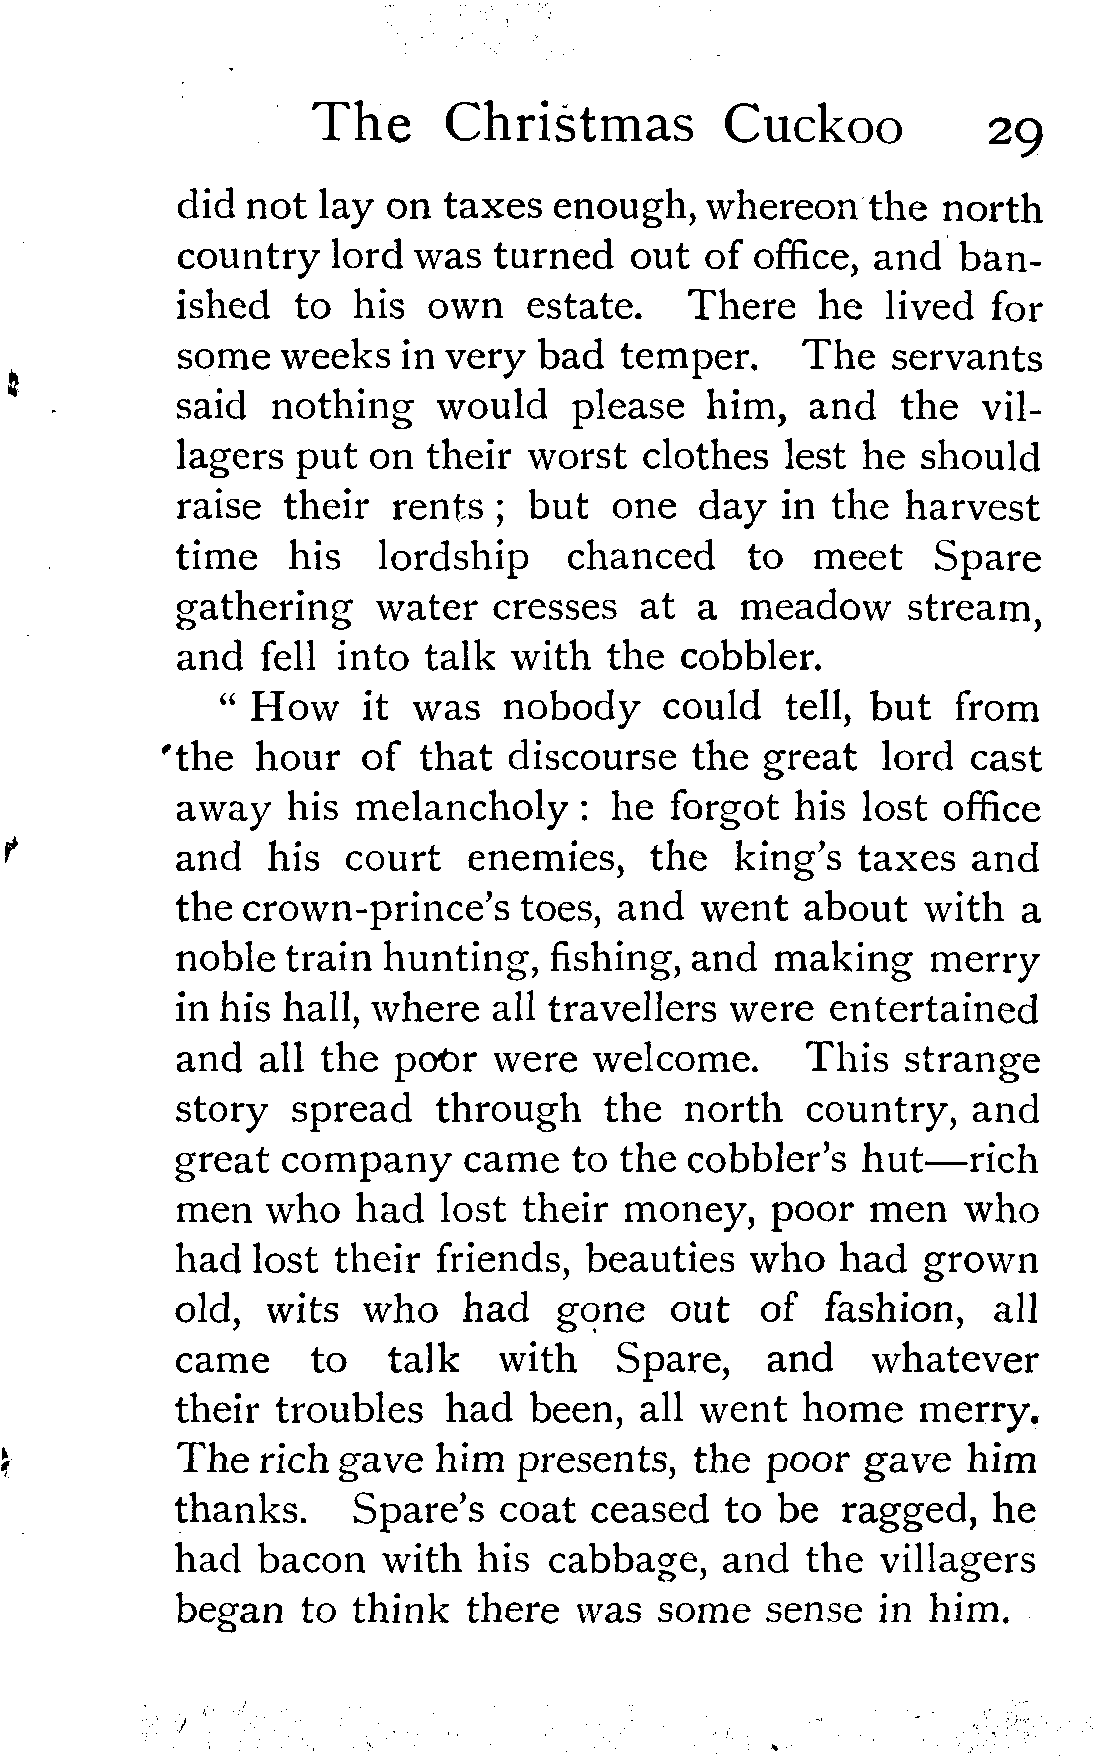 The Christmas Cuckoo 29
did not lay on taxes enough, whereon the north
country lord was turned out of office, and ban-
ished to his own estate. There he lived for
some weeks in very bad temper. The servants
said nothing would please him, and the vil-
lagers put on their worst clothes lest he should
raise their rents ; but one day in the harvest
time his lordship chanced to meet Spare
gathering water cresses at a meadow stream,
and fell into talk with the cobbler.
" How it was nobody could tell, but from
the hour of that discourse the great lord cast
away his melancholy : he forgot his lost office
and his court enemies, the king's taxes and
the crown-prince's toes, and went about with a
noble train hunting, fishing, and making merry
in his hall, where all travellers were entertained
and all the poor were welcome. This strange
story spread through the north country, and
great company came to the cobbler's hut—rich
men who had lost their money, poor men who
had lost their friends, beauties who had grown
old, wits who had gone out of fashion, all
came to talk with Spare, and whatever
their troubles had been, all went home merry.
The rich gave him presents, the poor gave him
thanks. Spare's coat ceased to be ragged, he
had bacon with his cabbage, and the villagers
began to think there was some sense in him.